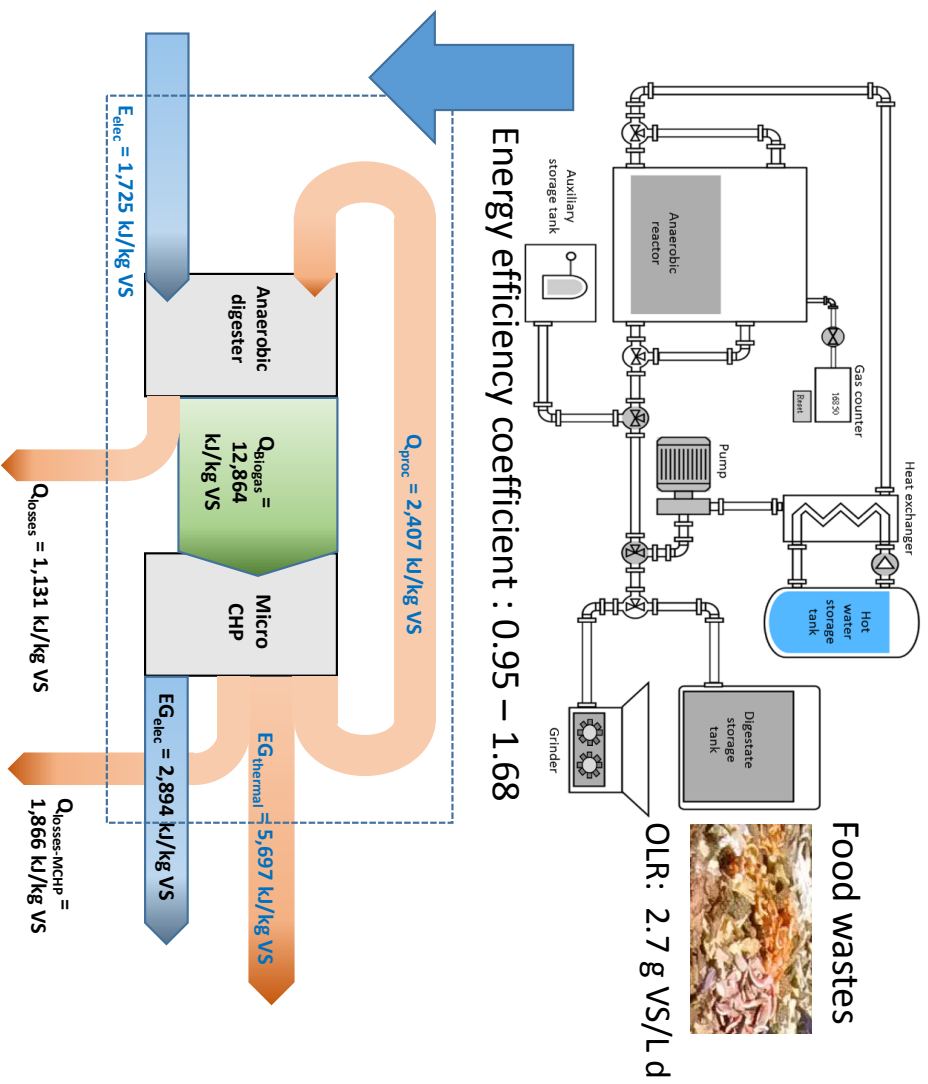 Food wastes
OLR: 2.7 g VS/L d
Heat exchanger
Hot
water
storage
tank
Gas counter
16850
Reset
Pump
Anaerobic
reactor
Digestate
storage
tank
Auxiliary
storage tank
Grinder
Energy efficiency coefficient : 0.95 – 1.68
Qproc = 2,407 kJ/kg VS
Anaerobic
digester
QBiogas =
12,864
kJ/kg VS
Micro
CHP
EGthermal = 5,697 kJ/kg VS
EGelec = 2,894 kJ/kg VS
Eelec = 1,725 kJ/kg VS
Qlosses = 1,131 kJ/kg VS
Qlosses-MCHP =
1,866 kJ/kg VS